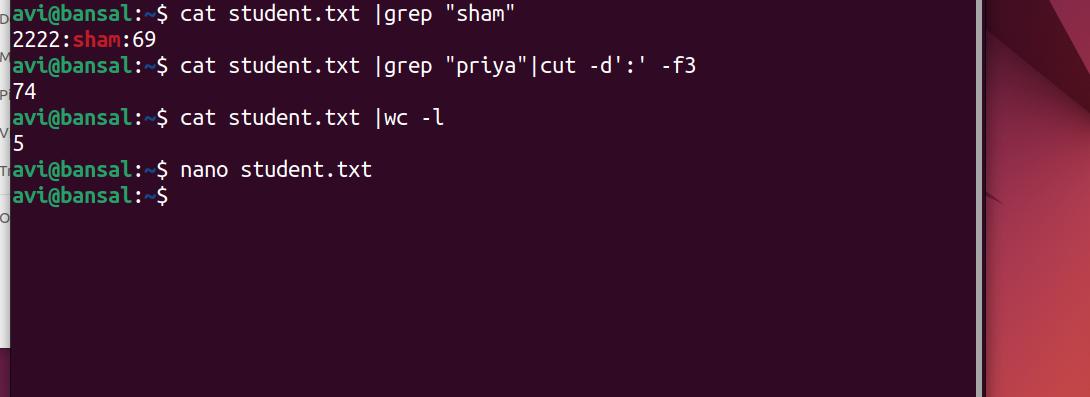 avi@bansal:~$ cat student.txt |grep "sham"
2222:sham:69
avi@bansal:~$ cat student.txt |grep "priya"|cut -d':' -f3
74
avi@bansal:~$ cat student.txt |wc -l
5
avi@bansal:~$ nano student.txt
avi@bansal:~$